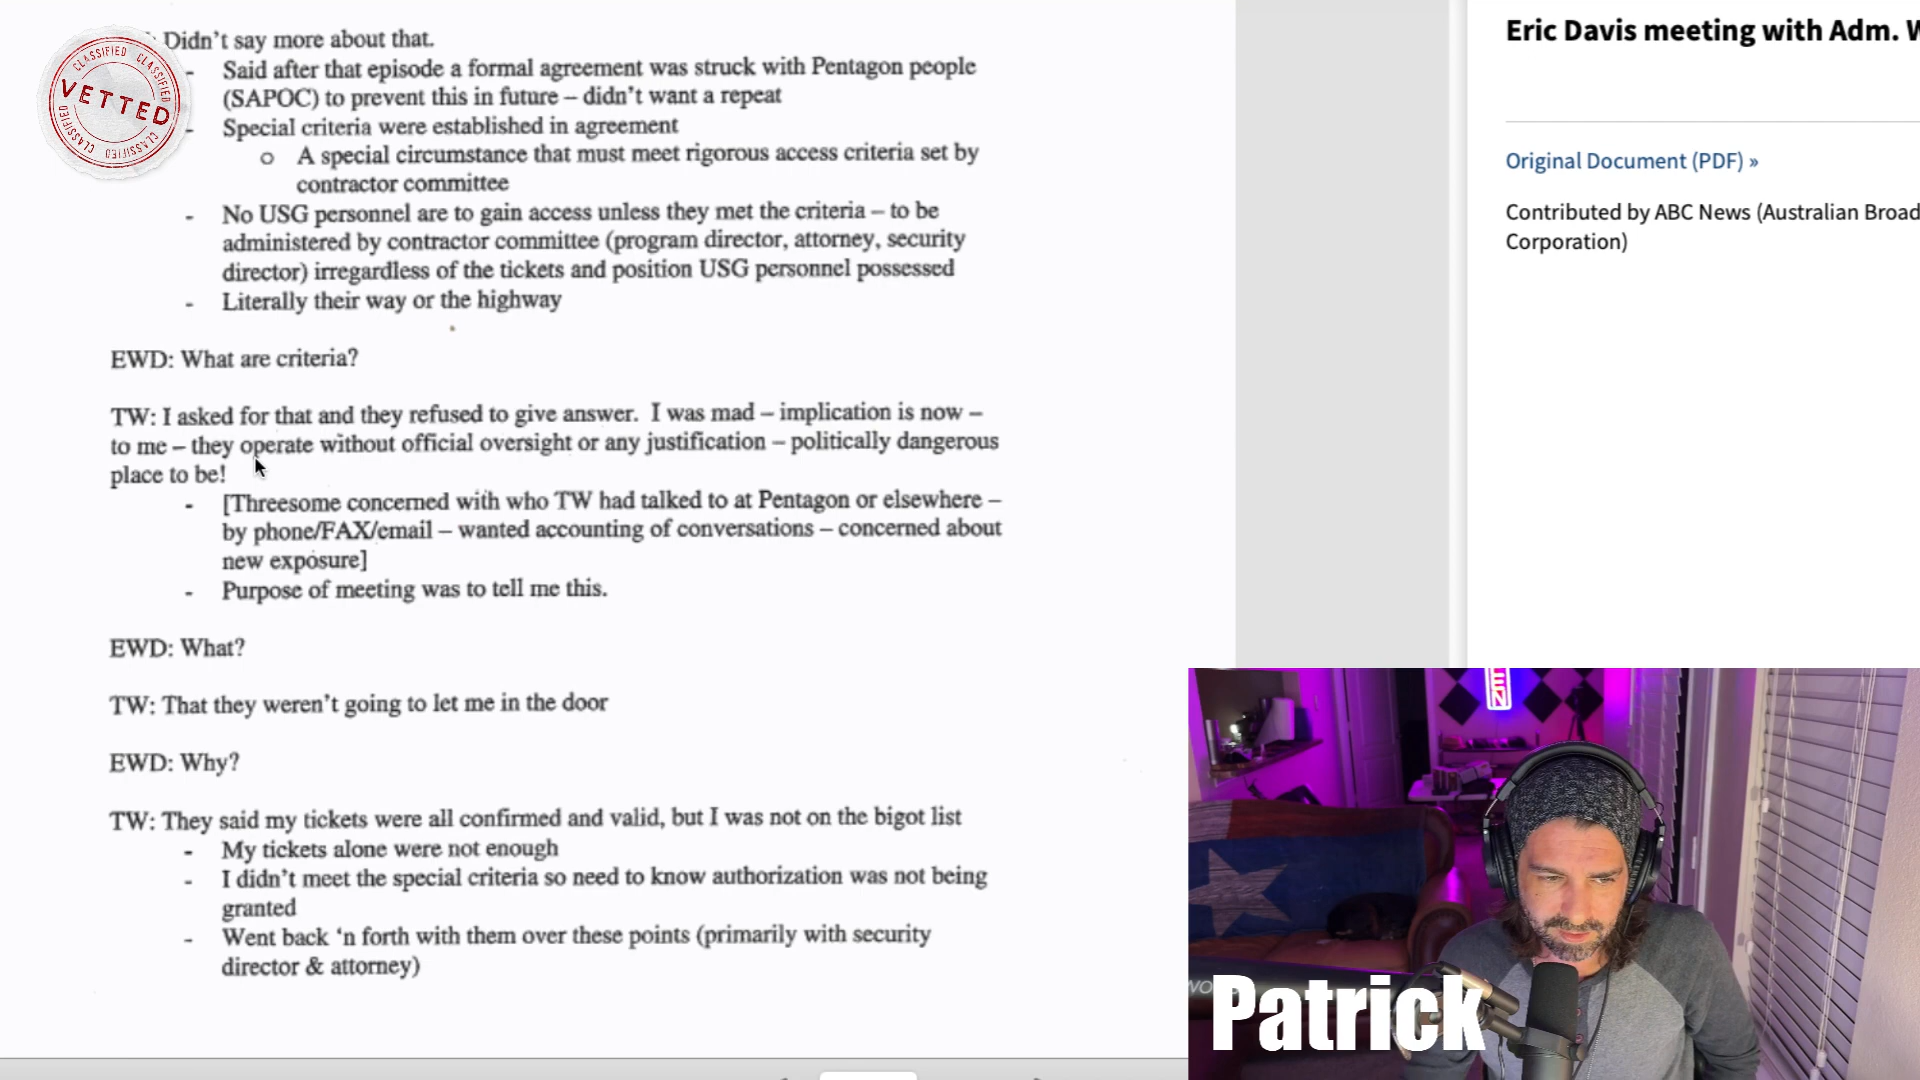 Didn't say more about that.
- Said after that episode a formal agreement was struck with Pentagon people
(SAPOC) to prevent this in future – didn't want a repeat
- Special criteria were established in agreement
o A special circumstance that must meet rigorous access criteria set by
contractor committee
- No USG personnel are to gain access unless they met the criteria – to be
administered by contractor committee (program director, attorney, security
director) irregardless of the tickets and position USG personnel possessed
- Literally their way or the highway
EWD: What are criteria?
TW: I asked for that and they refused to give answer. I was mad – implication is now –
to me – they operate without official oversight or any justification – politically dangerous
place to be!
- [Threesome concerned with who TW had talked to at Pentagon or elsewhere –
by phone/FAX/email – wanted accounting of conversations – concerned about
new exposure]
- Purpose of meeting was to tell me this.
EWD: What?
TW: That they weren't going to let me in the door
EWD: Why?
TW: They said my tickets were all confirmed and valid, but I was not on the bigot list
- My tickets alone were not enough
- I didn't meet the special criteria so need to know authorization was not being
granted
- Went back 'n forth with them over these points (primarily with security
director & attorney)
CLASSIFIED CLASSIFIED
VETTED
CLASSIFIED CLASSIFIED
Eric Davis meeting with Adm. W
Original Document (PDF) »
Contributed by ABC News (Australian Broad
Corporation)
Patrick